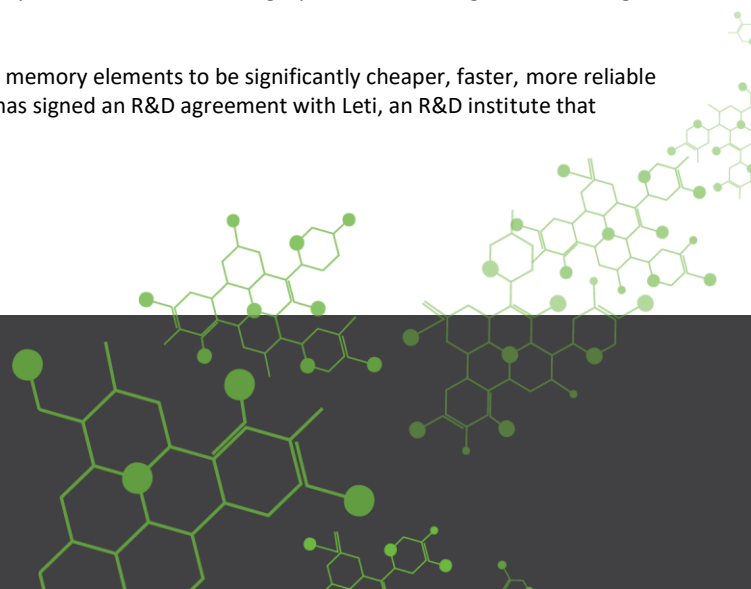 memory elements to be significantly cheaper, faster, more reliable
has signed an R&D agreement with Leti, an R&D institute that